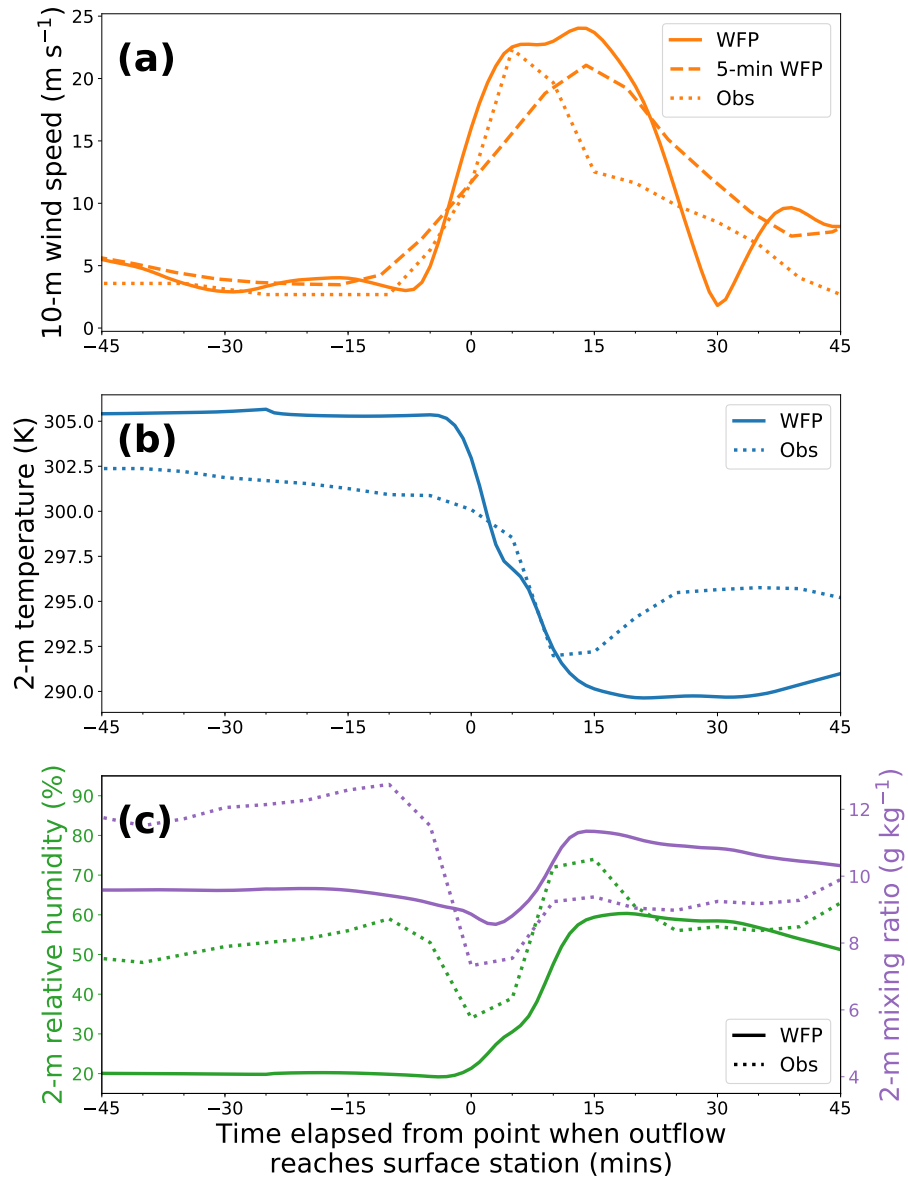 (a)
10-m wind speed (m s⁻¹)
25
20
15
10
5
0
WFP
5-min WFP
Obs
−45
−30
−15
0
15
30
45
(b)
2-m temperature (K)
305.0
302.5
300.0
297.5
295.0
292.5
290.0
WFP
Obs
−45
−30
−15
0
15
30
45
(c)
2-m relative humidity (%)
90
80
70
60
50
40
30
20
2-m mixing ratio (g kg⁻¹)
12
10
8
6
4
WFP
Obs
−45
−30
−15
0
15
30
45
Time elapsed from point when outflow
reaches surface station (mins)